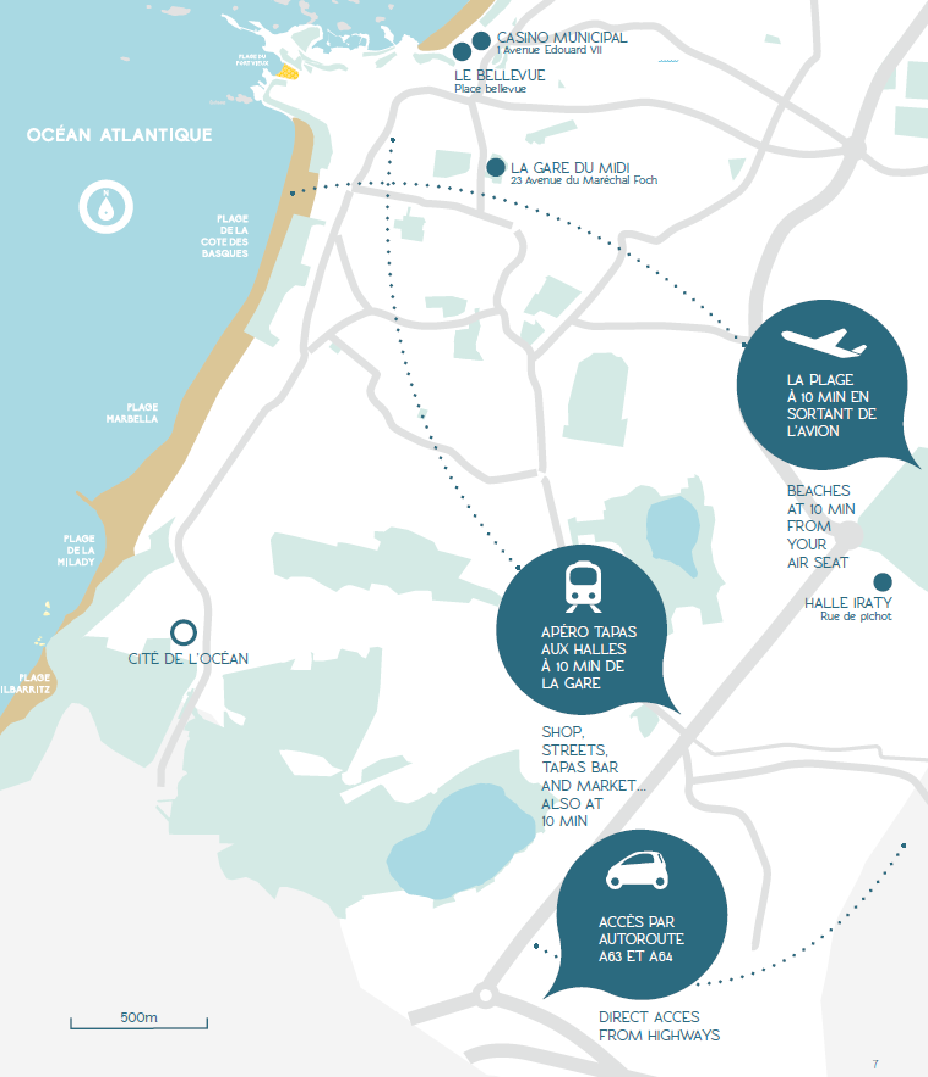 CASINO MUNICIPAL
1 Avenue Edouard VII
PLAGE DU
PORT VIEUX
LE BELLEVUE
Place bellevue
OCÉAN ATLANTIQUE
LA GARE DU MIDI
23 Avenue du Maréchal Foch
N
PLAGE
DE LA
COTE DES
BASQUES
LA PLAGE
À 10 MIN EN
SORTANT DE
L'AVION
PLAGE
MARBELLA
BEACHES
AT 10 MIN
FROM
YOUR
AIR SEAT
PLAGE
DE LA
MILADY
HALLE IRATY
Rue de pichot
APÉRO TAPAS
AUX HALLES
À 10 MIN DE
LA GARE
CITÉ DE L'OCÉAN
PLAGE
ILBARRITZ
SHOP,
STREETS,
TAPAS BAR
AND MARKET...
ALSO AT
10 MIN
ACCÈS PAR
AUTOROUTE
A63 ET A64
500m
DIRECT ACCES
FROM HIGHWAYS
7